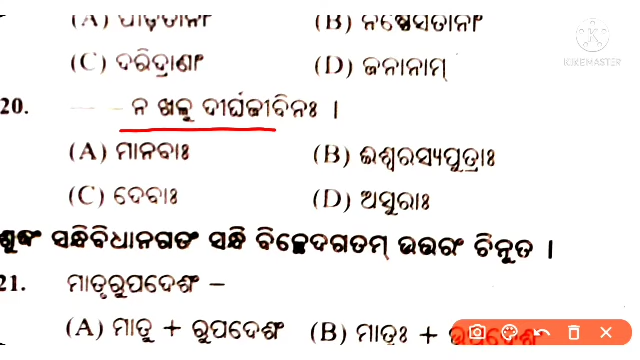 (C) ଦରିଦ୍ରାଣାଂ (D) ଜନାନାମ୍
20. ନ ଖଳୁ ଦୀର୍ଘଜୀବିନଃ ।
(A) ମାନବାଃ (B) ଈଶ୍ୱରସ୍ୟପୁତ୍ରାଃ
(C) ଦେବାଃ (D) ଅସୁରାଃ
ଶୁଦ୍ଧଂ ସନ୍ଧିବିଧାନଗତଂ ସନ୍ଧି ବିଚ୍ଛେଦଗତମ୍ ଉତ୍ତରଂ ଚିନୁତ ।
21. ମାତୃରୁପଦେଶଂ –
(A) ମାତୁ + ରୁପଦେଶଂ (B) ମାତୁଃ + ଉପଦେଶଂ
KINEMASTER